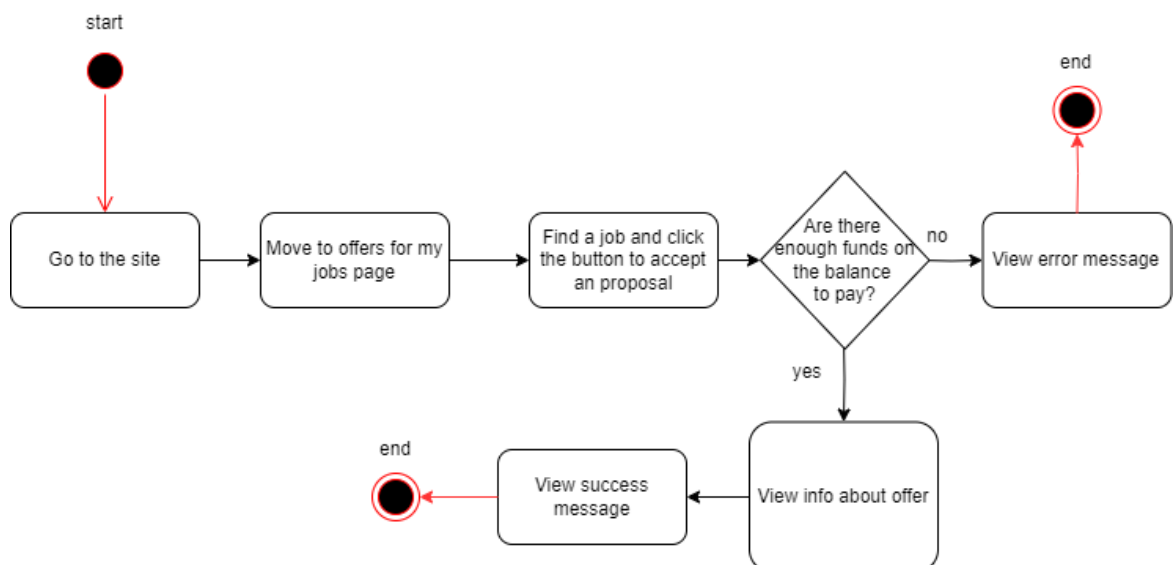 start
end
Go to the site
Move to offers for my
jobs page
Find a job and click
the button to accept
an proposal
Are there
enough funds on
the balance
to pay?
no
View error message
yes
end
View success
message
View info about offer